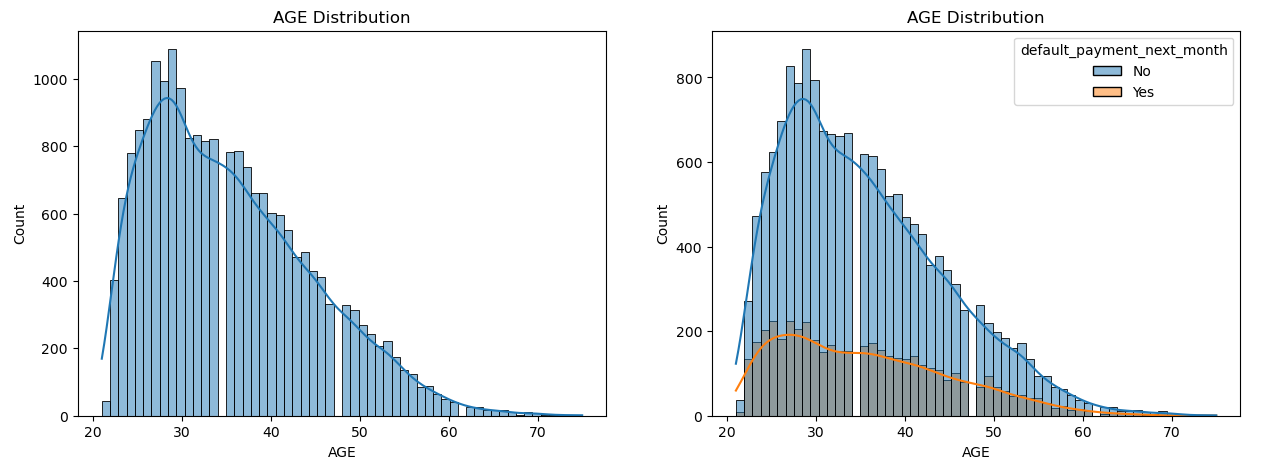 AGE Distribution
Count
1000
800
600
400
200
0
20 30 40 50 60 70
AGE
AGE Distribution
default_payment_next_month
No
Yes
Count
800
600
400
200
0
20 30 40 50 60 70
AGE